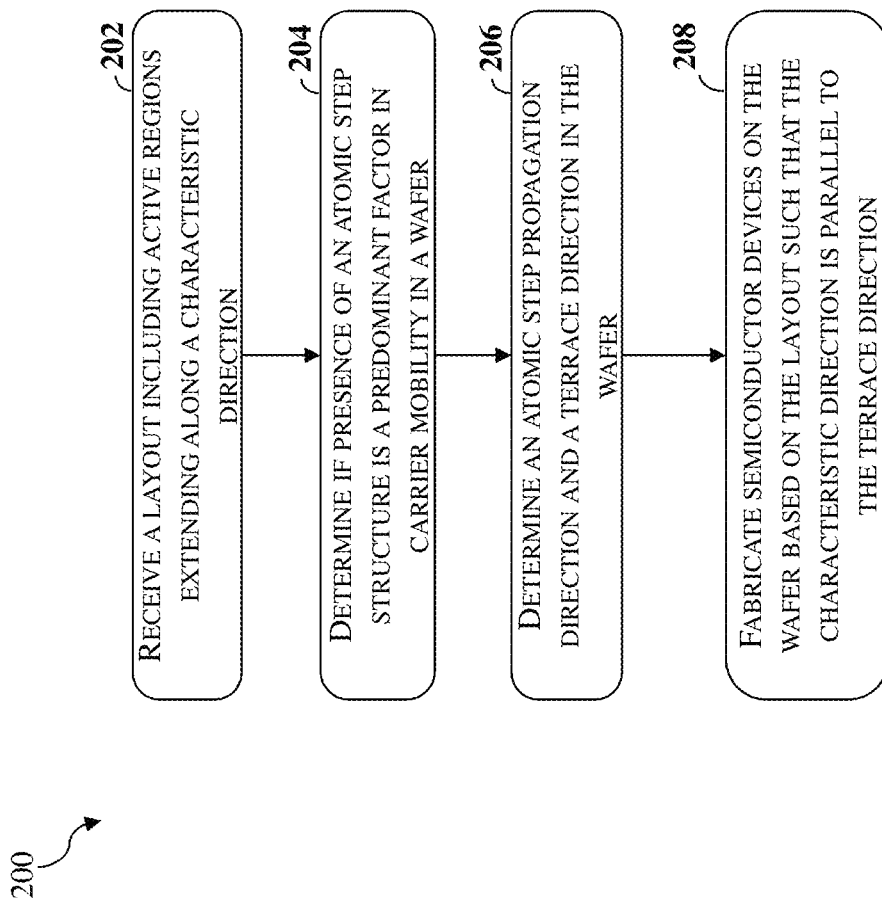 200
202
RECEIVE A LAYOUT INCLUDING ACTIVE REGIONS
EXTENDING ALONG A CHARACTERISTIC
DIRECTION
204
DETERMINE IF PRESENCE OF AN ATOMIC STEP
STRUCTURE IS A PREDOMINANT FACTOR IN
CARRIER MOBILITY IN A WAFER
206
DETERMINE AN ATOMIC STEP PROPAGATION
DIRECTION AND A TERRACE DIRECTION IN THE
WAFER
208
FABRICATE SEMICONDUCTOR DEVICES ON THE
WAFER BASED ON THE LAYOUT SUCH THAT THE
CHARACTERISTIC DIRECTION IS PARALLEL TO
THE TERRACE DIRECTION